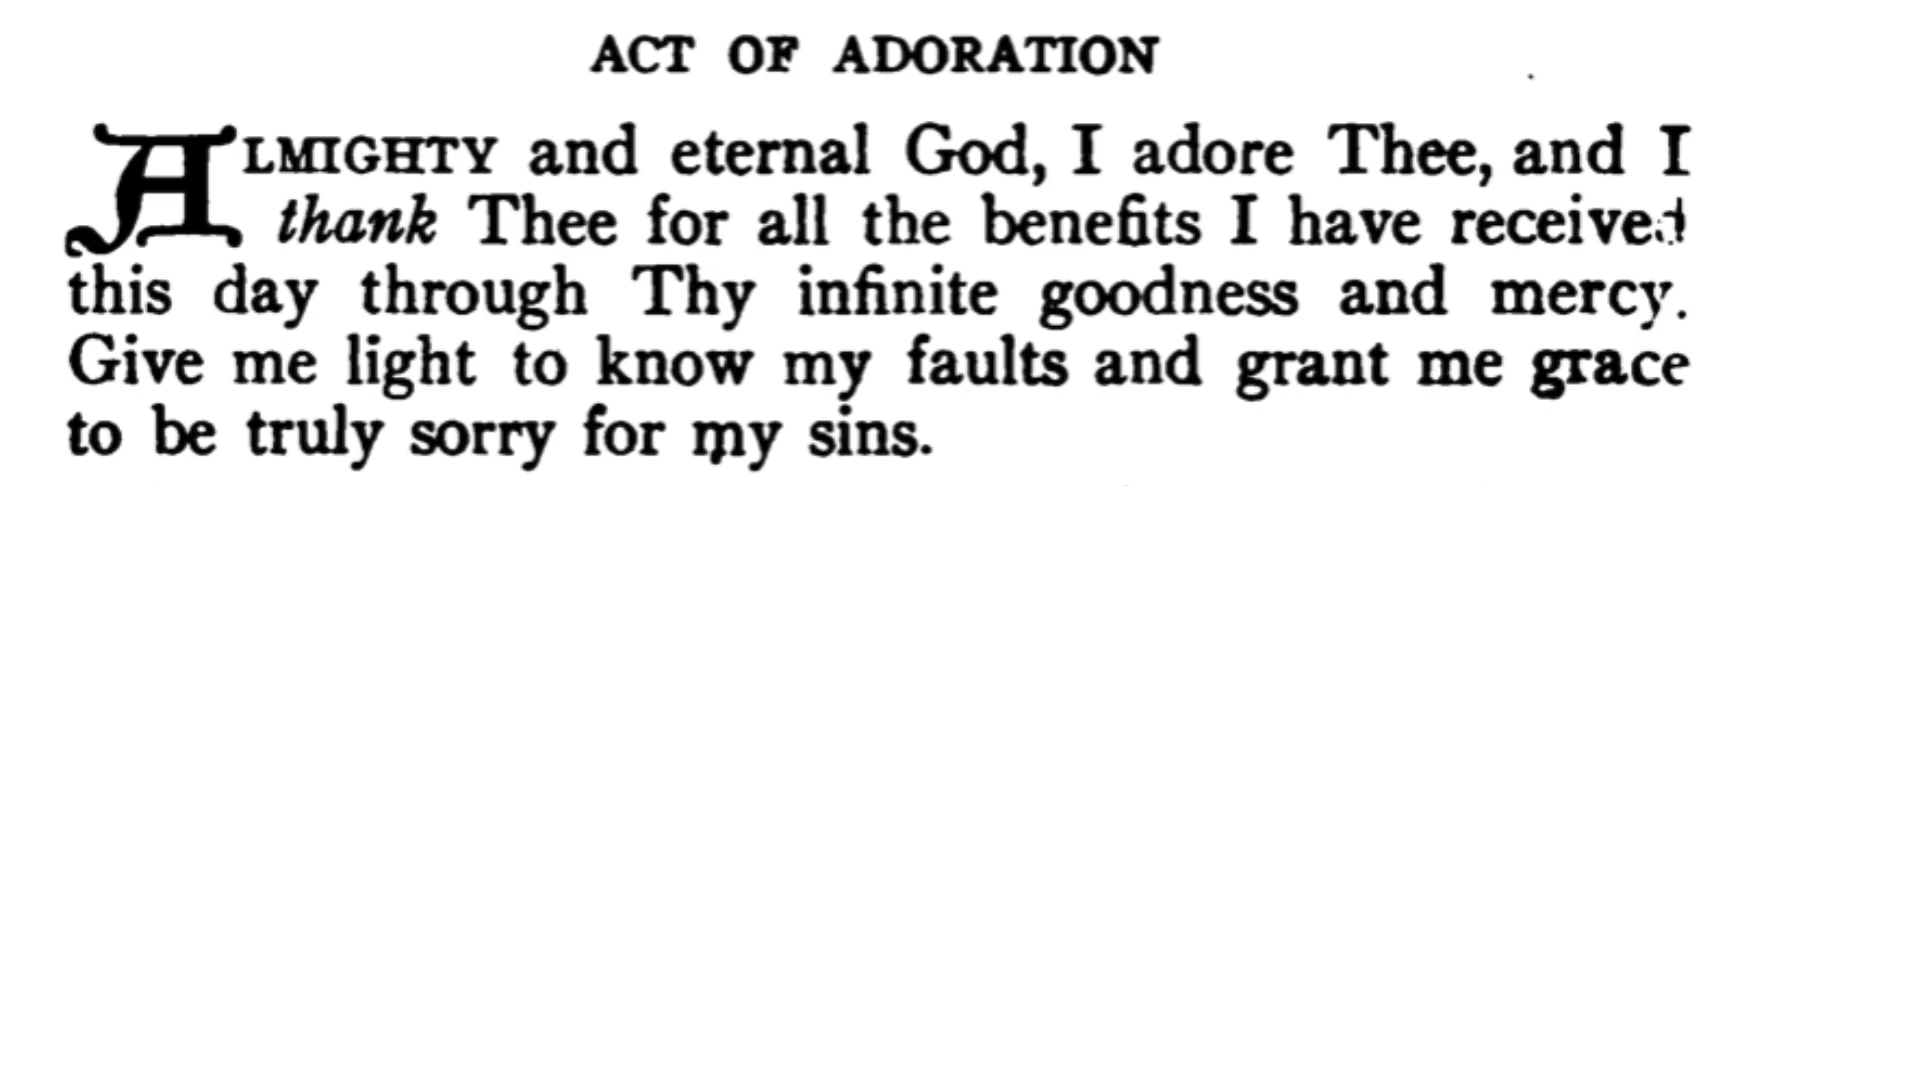 ACT OF ADORATION
ALMIGHTY and eternal God, I adore Thee, and I
thank Thee for all the benefits I have received
this day through Thy infinite goodness and mercy.
Give me light to know my faults and grant me grace
to be truly sorry for my sins.